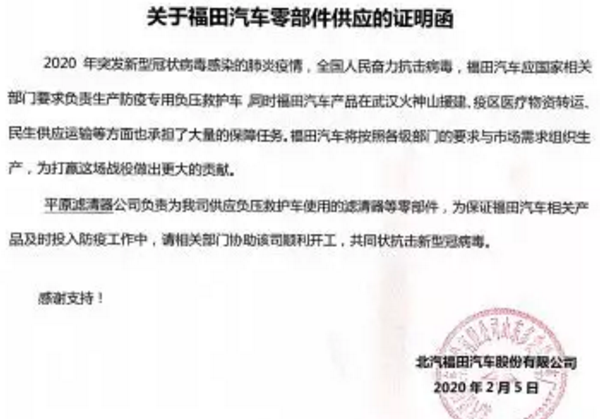 关于福田汽车零部件供应的证明函
2020 年突发新型冠状病毒感染的肺炎疫情，全国人民奋力抗击病毒，福田汽车应国家相关
部门要求负责生产防疫专用负压救护车，同时福田汽车产品在武汉火神山援建、疫区医疗物资转运、
民生供应运输等方面也承担了大量的保障任务。福田汽车将按照各级部门的要求与市场需求组织生
产，为打赢这场战役做出更大的贡献。
平原滤清器公司负责为我司供应负压救护车使用的滤清器等零部件，为保证福田汽车相关产
品及时投入防疫工作中，请相关部门协助该司顺利开工，共同状抗击新型冠病毒。
感谢支持！
北汽福田汽车股份有限公司
2020 年 2 月 5 日